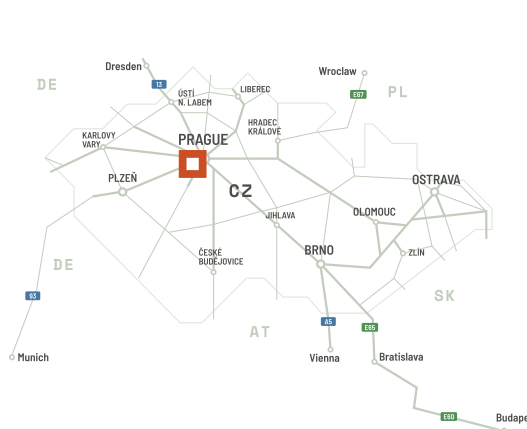 Dresden
13
DE
ÚSTÍ
N. LABEM
LIBEREC
Wroclaw
E67
PL
HRADEC
KRÁLOVÉ
KARLOVY
VARY
PRAGUE
PLZEŇ
CZ
OSTRAVA
JIHLAVA
OLOMOUC
ČESKÉ
BUDĚJOVICE
BRNO
ZLÍN
DE
93
SK
A5
E65
AT
Munich
Vienna
Bratislava
E60
Budape